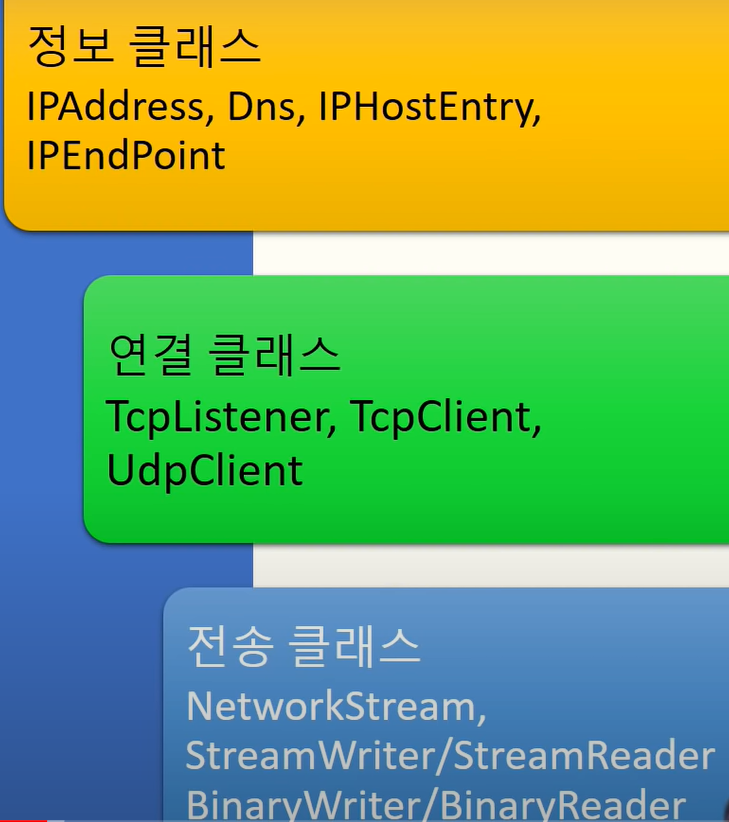 정보 클래스
IPAddress, Dns, IPHostEntry,
IPEndPoint
연결 클래스
TcpListener, TcpClient,
UdpClient
전송 클래스
NetworkStream,
StreamWriter/StreamReader
BinaryWriter/BinaryReader